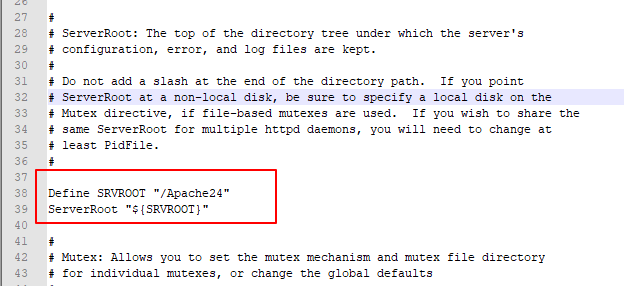 26
27 #
28 # ServerRoot: The top of the directory tree under which the server's
29 # configuration, error, and log files are kept.
30 #
31 # Do not add a slash at the end of the directory path.  If you point
32 # ServerRoot at a non-local disk, be sure to specify a local disk on the
33 # Mutex directive, if file-based mutexes are used.  If you wish to share the
34 # same ServerRoot for multiple httpd daemons, you will need to change at
35 # least PidFile.
36 #
37
38 Define SRVROOT "/Apache24"
39 ServerRoot "${SRVROOT}"
40
41 #
42 # Mutex: Allows you to set the mutex mechanism and mutex file directory
43 # for individual mutexes, or change the global defaults